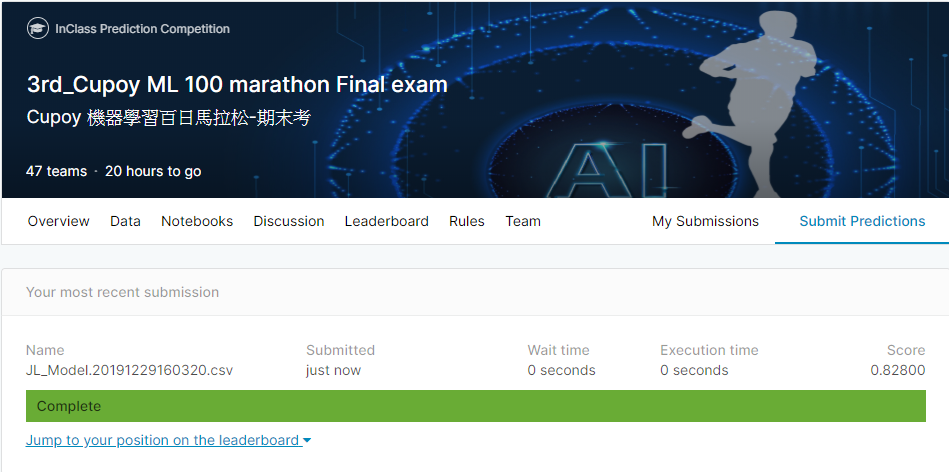 InClass Prediction Competition
3rd_Cupoy ML 100 marathon Final exam
Cupoy 機器學習百日馬拉松-期末考
47 teams · 20 hours to go
AI
Overview Data Notebooks Discussion Leaderboard Rules Team My Submissions Submit Predictions
Your most recent submission
Name Submitted Wait time Execution time Score
JL_Model.20191229160320.csv just now 0 seconds 0 seconds 0.82800
Complete
Jump to your position on the leaderboard